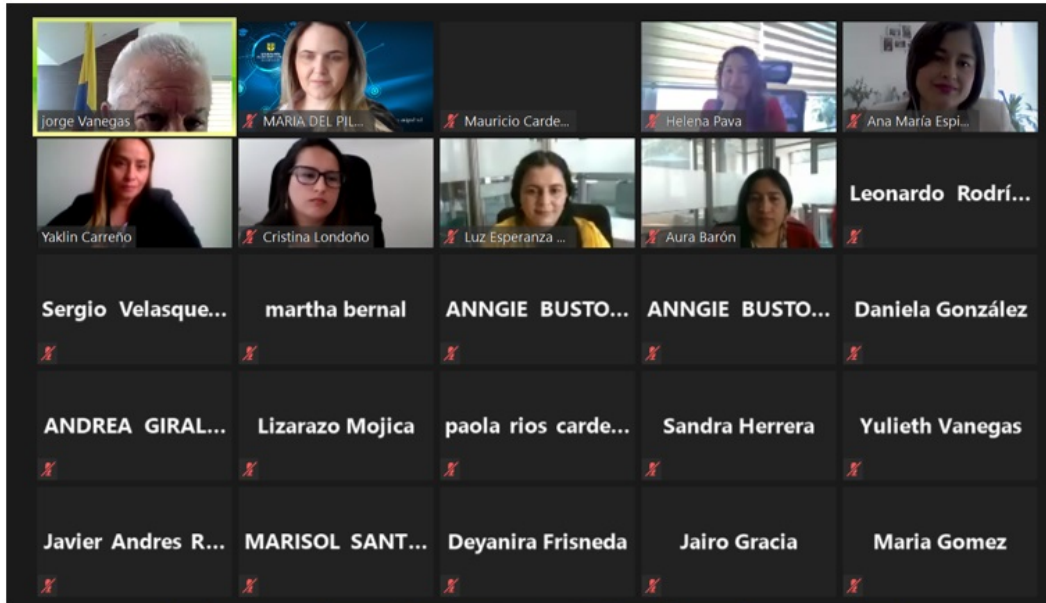 jorge Vanegas
MARIA DEL PIL...
Mauricio Carde...
Helena Pava
Ana María Espi...
Yaklin Carreño
Cristina Londoño
Luz Esperanza ...
Aura Barón
Leonardo Rodrí...
Sergio Velasque...
martha bernal
ANNGIE BUSTO...
ANNGIE BUSTO...
Daniela González
ANDREA GIRAL...
Lizarazo Mojica
paola rios carde...
Sandra Herrera
Yulieth Vanegas
Javier Andres R...
MARISOL SANT...
Deyanira Frisneda
Jairo Gracia
Maria Gomez